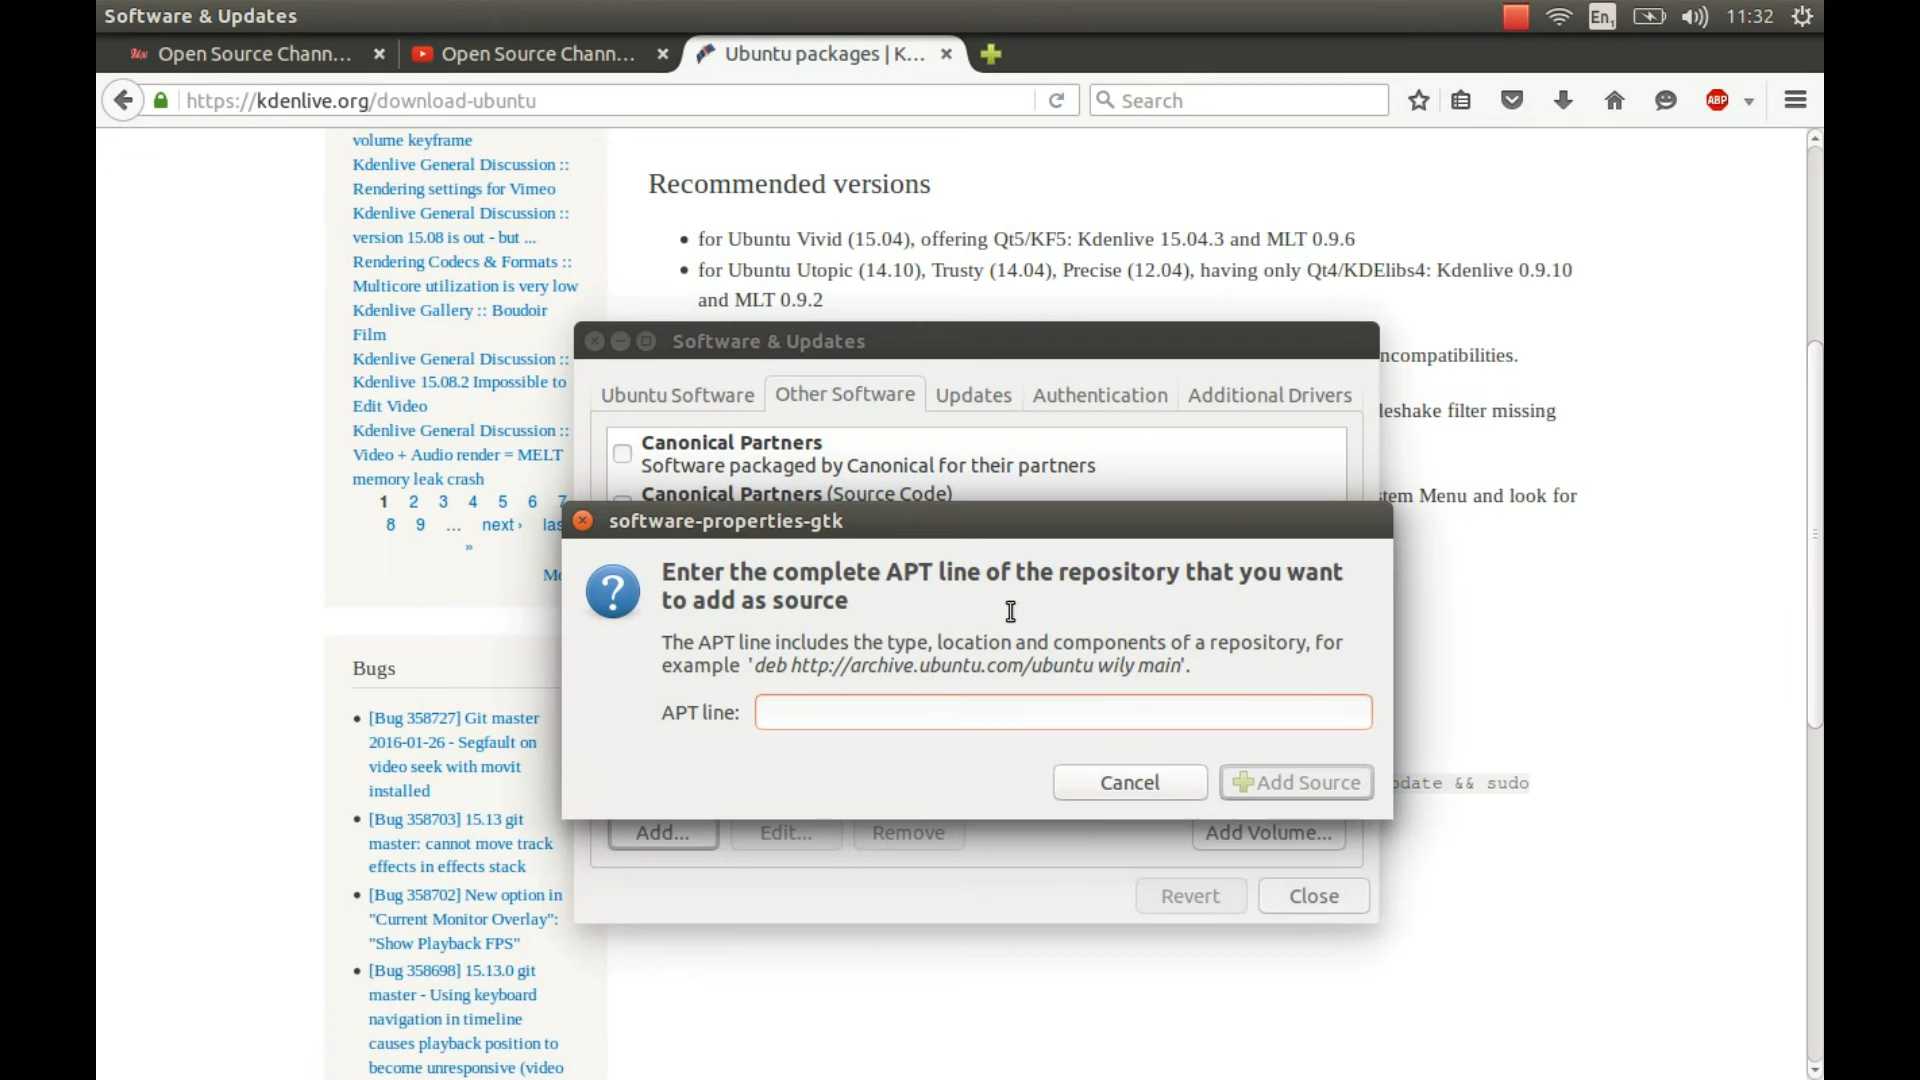 Software & Updates
En1
11:32
Ux Open Source Chann...
Open Source Chann...
Ubuntu packages | K...
https://kdenlive.org/download-ubuntu
Search
ABP
volume keyframe
Kdenlive General Discussion ::
Rendering settings for Vimeo
Kdenlive General Discussion ::
version 15.08 is out - but ...
Rendering Codecs & Formats ::
Multicore utilization is very low
Kdenlive Gallery :: Boudoir
Film
Kdenlive General Discussion ::
Kdenlive 15.08.2 Impossible to
Edit Video
Kdenlive General Discussion ::
Video + Audio render = MELT
memory leak crash
1 2 3 4 5 6 7
8 9 ... next › las
»
Bugs
[Bug 358727] Git master
2016-01-26 - Segfault on
video seek with movit
installed
[Bug 358703] 15.13 git
master: cannot move track
effects in effects stack
[Bug 358702] New option in
"Current Monitor Overlay":
"Show Playback FPS"
[Bug 358698] 15.13.0 git
master - Using keyboard
navigation in timeline
causes playback position to
become unresponsive (video
Recommended versions
for Ubuntu Vivid (15.04), offering Qt5/KF5: Kdenlive 15.04.3 and MLT 0.9.6
for Ubuntu Utopic (14.10), Trusty (14.04), Precise (12.04), having only Qt4/KDElibs4: Kdenlive 0.9.10
and MLT 0.9.2
ncompatibilities.
leshake filter missing
stem Menu and look for
pdate && sudo
Software & Updates
Ubuntu Software
Other Software
Updates
Authentication
Additional Drivers
Canonical Partners
Software packaged by Canonical for their partners
Canonical Partners (Source Code)
software-properties-gtk
Enter the complete APT line of the repository that you want
to add as source
The APT line includes the type, location and components of a repository, for
example 'deb http://archive.ubuntu.com/ubuntu wily main'.
APT line:
Cancel
Add Source
Add...
Edit...
Remove
Add Volume...
Revert
Close